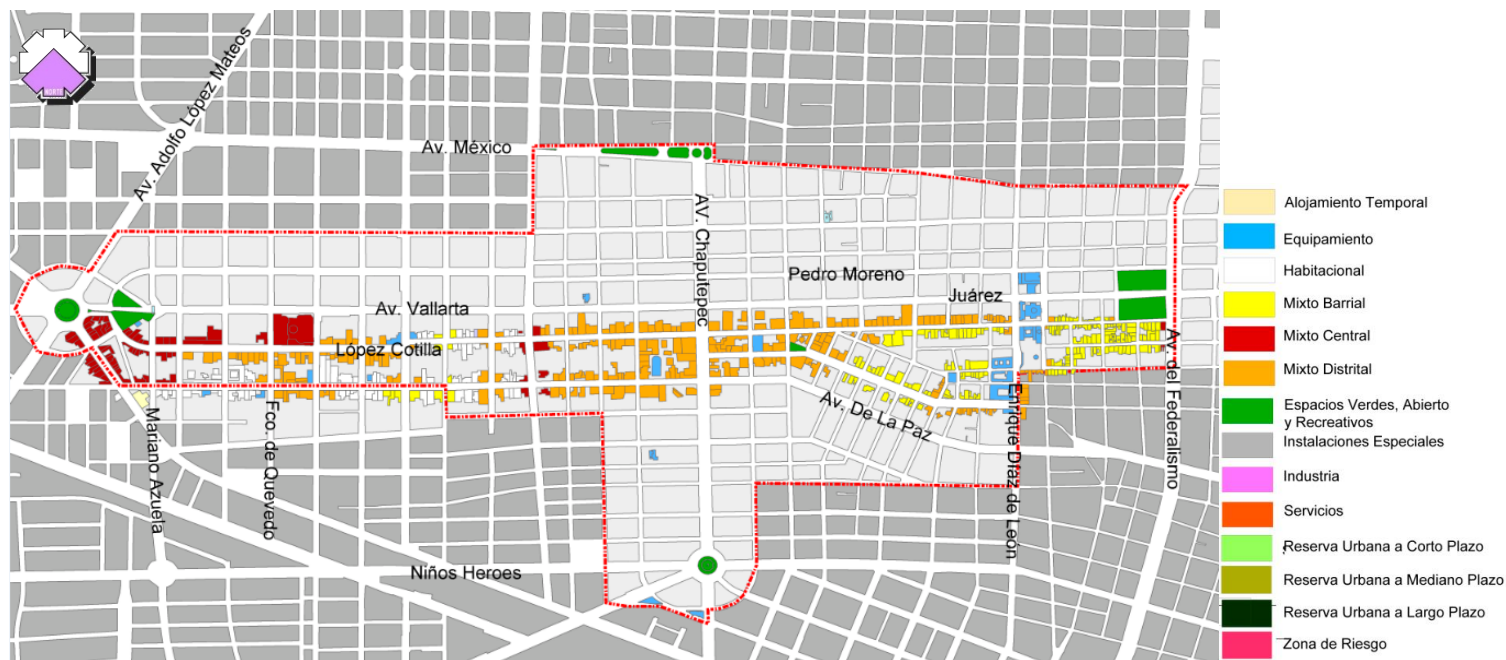 NORTE
Av. Adolfo López Mateos
Av. México
AV. Chaputepec
Pedro Moreno
Juárez
Av. Vallarta
López Cotilla
Av. De La Paz
Mariano Azuela
Fco. de Quevedo
Enrique Díaz de León
Av. del Federalismo
Niños Heroes
Alojamiento Temporal
Equipamiento
Habitacional
Mixto Barrial
Mixto Central
Mixto Distrital
Espacios Verdes, Abierto
y Recreativos
Instalaciones Especiales
Industria
Servicios
Reserva Urbana a Corto Plazo
Reserva Urbana a Mediano Plazo
Reserva Urbana a Largo Plazo
Zona de Riesgo